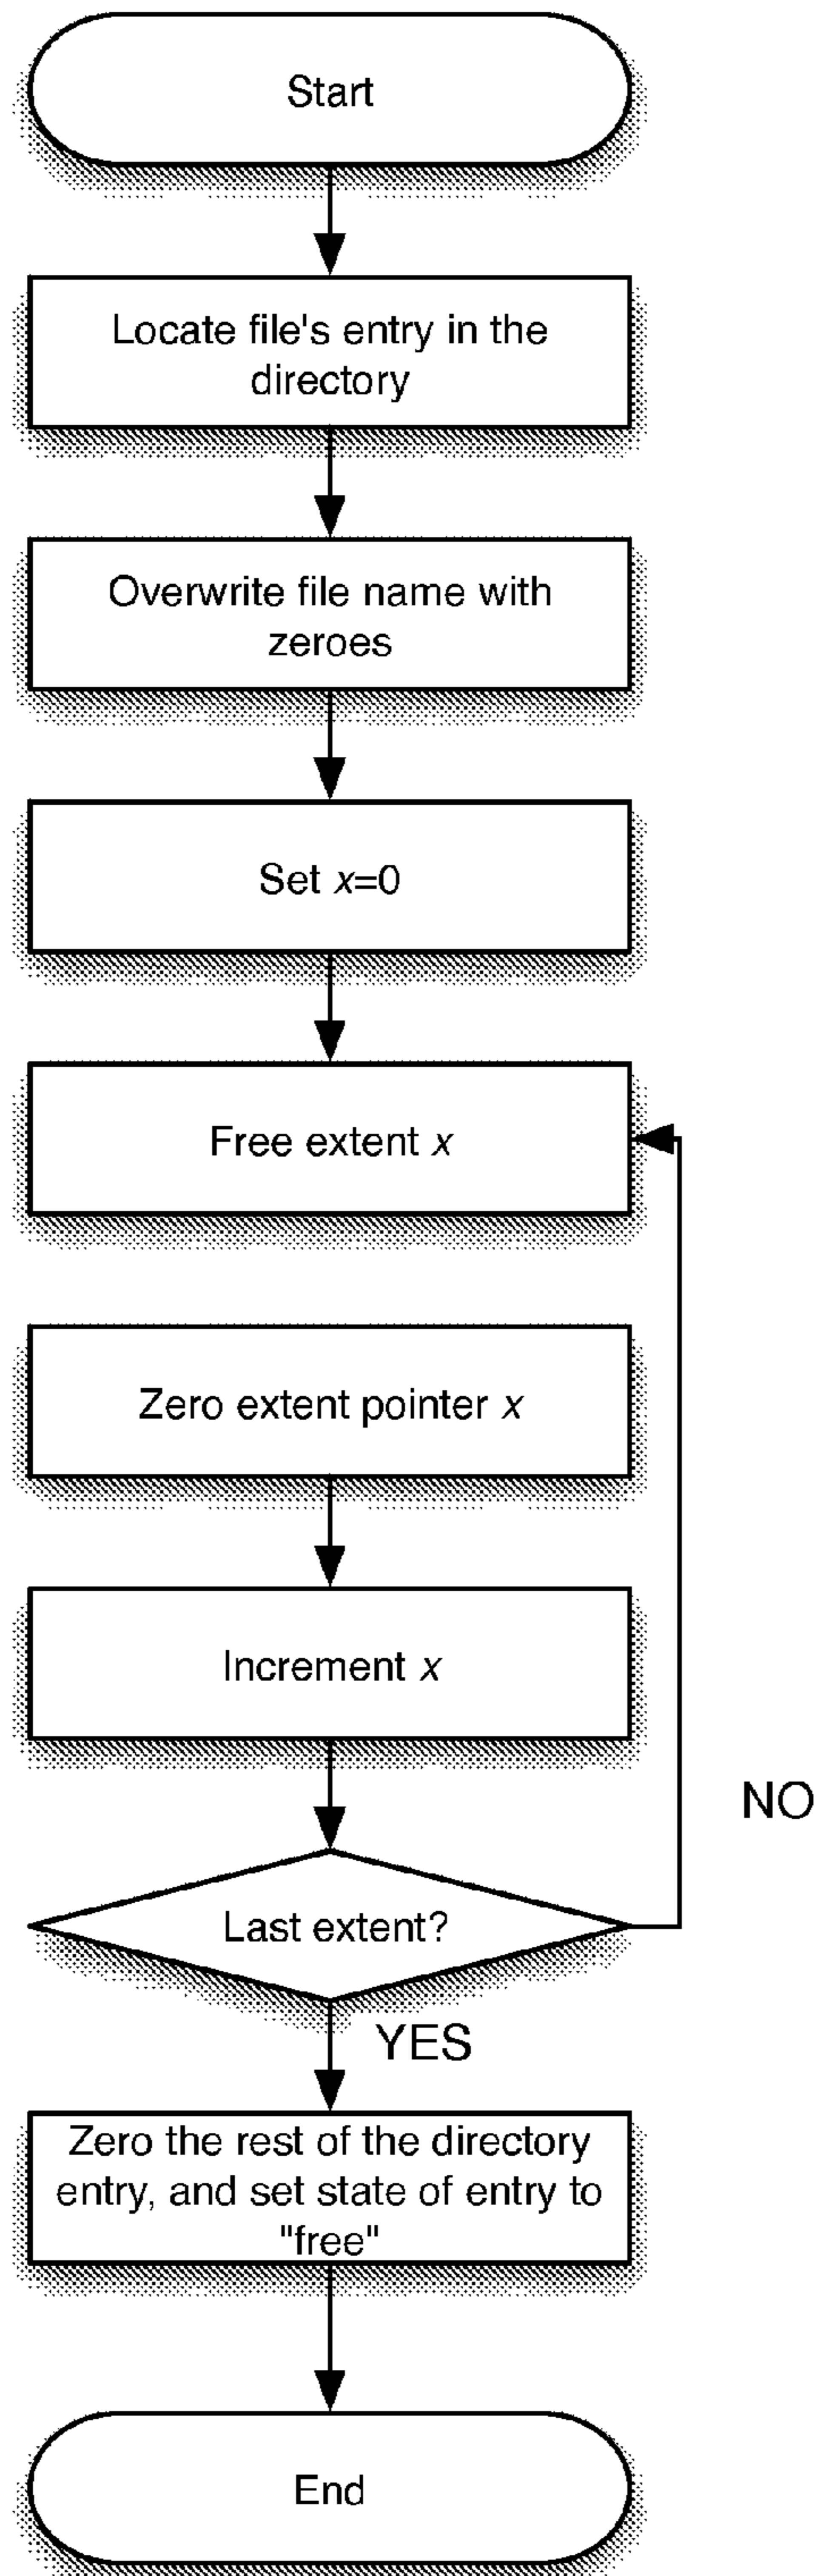 Start
Locate file's entry in the
directory
Overwrite file name with
zeroes
Set x=0
Free extent x
Zero extent pointer x
Increment x
NO
Last extent?
YES
Zero the rest of the directory
entry, and set state of entry to
"free"
End